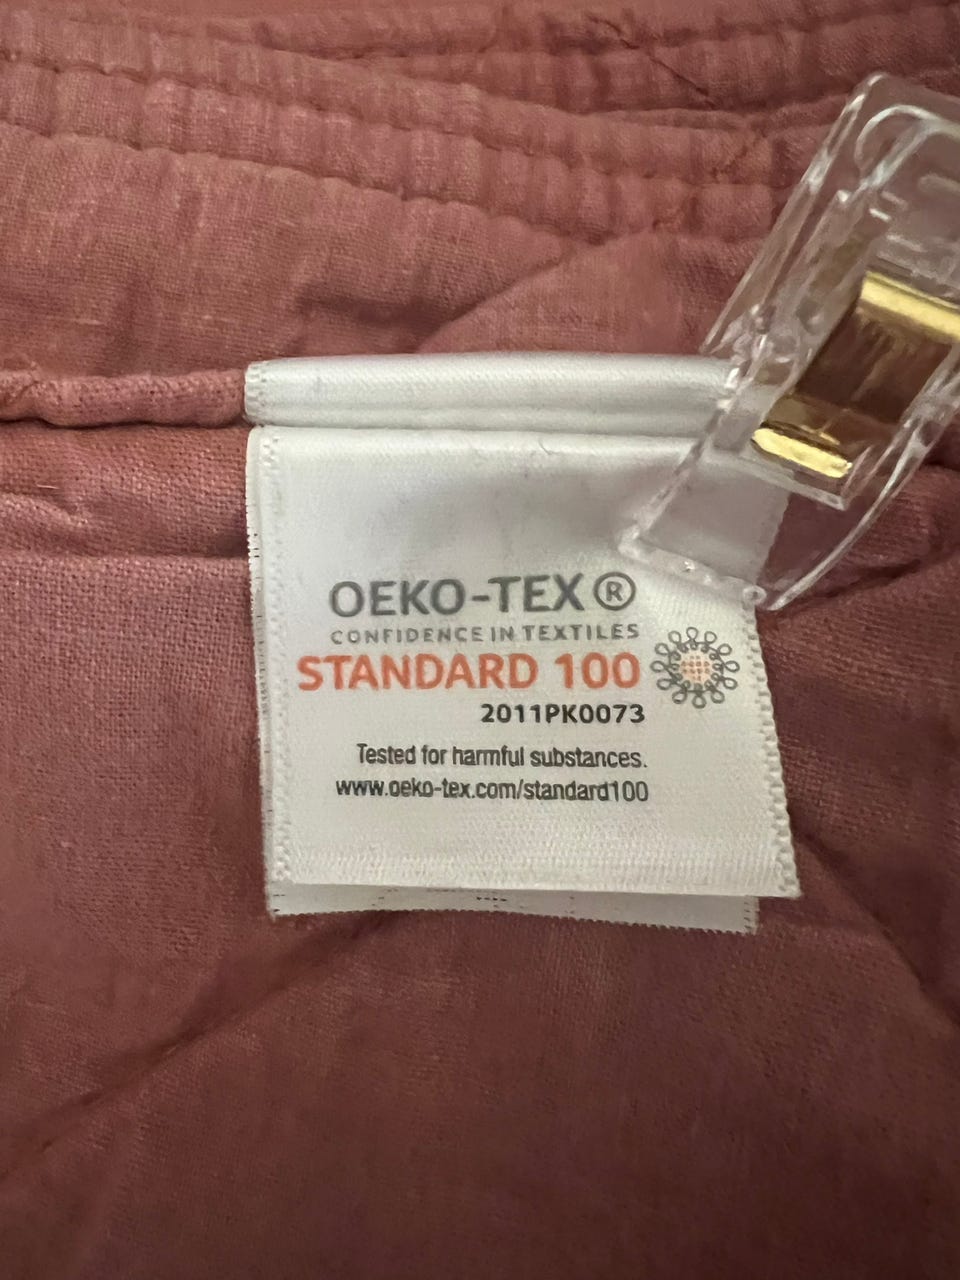 OEKO-TEX®
CONFIDENCE IN TEXTILES
STANDARD 100
2011PK0073
Tested for harmful substances.
www.oeko-tex.com/standard100